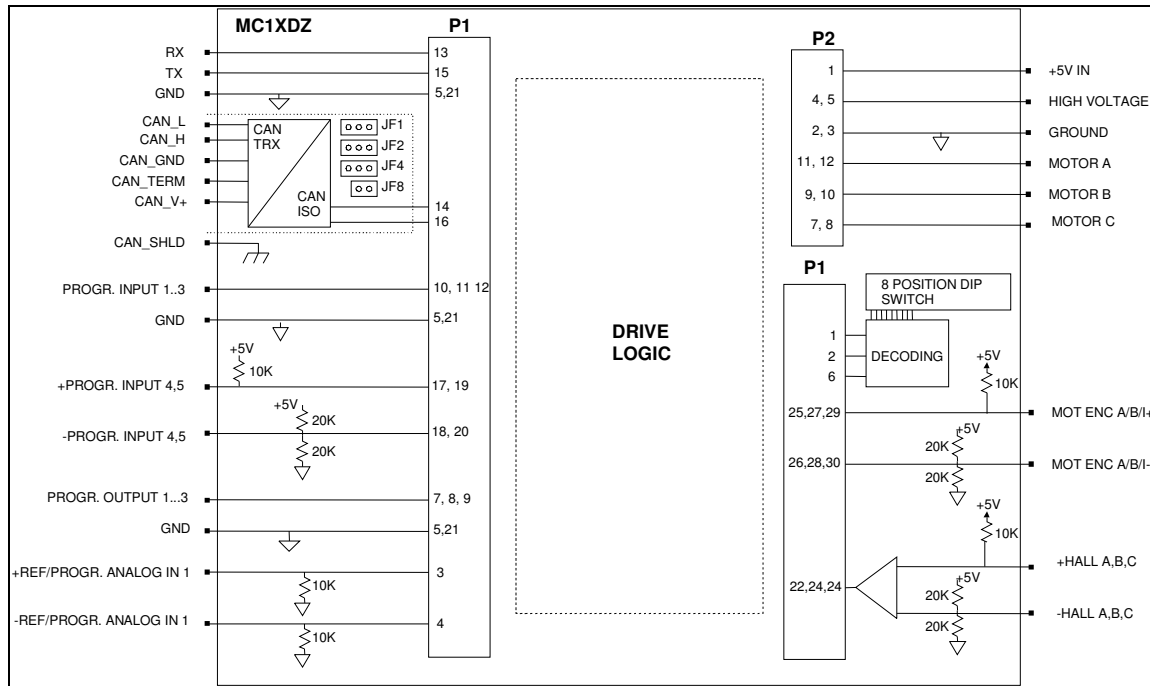 MC1XDZ
P1
RX
13
TX
15
GND
5,21
CAN_L
CAN_H
CAN_GND
CAN_TERM
CAN_V+
CAN
TRX
CAN
ISO
JF1
JF2
JF4
JF8
14
16
CAN_SHLD
PROGR. INPUT 1..3
10, 11 12
GND
5,21
+5V
10K
+PROGR. INPUT 4,5
17, 19
+5V
20K
-PROGR. INPUT 4,5
18, 20
20K
PROGR. OUTPUT 1...3
7, 8, 9
GND
5,21
+REF/PROGR. ANALOG IN 1
3
10K
-REF/PROGR. ANALOG IN 1
4
10K
DRIVE
LOGIC
P2
1
+5V IN
4, 5
HIGH VOLTAGE
2, 3
GROUND
11, 12
MOTOR A
9, 10
MOTOR B
7, 8
MOTOR C
P1
8 POSITION DIP
SWITCH
1
2
6
DECODING
+5V
10K
25,27,29
MOT ENC A/B/I+
+5V
20K
26,28,30
MOT ENC A/B/I-
20K
+5V
10K
+HALL A,B,C
22,24,24
+5V
20K
-HALL A,B,C
20K